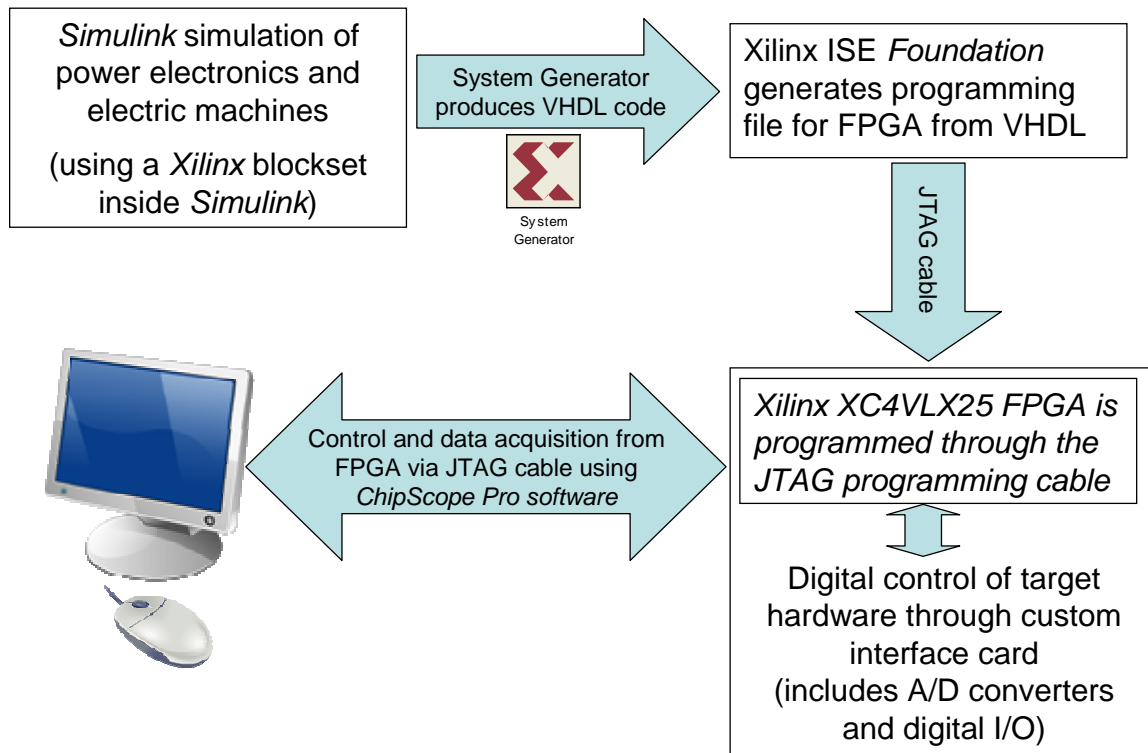 Simulink simulation of
power electronics and
electric machines
(using a Xilinx blockset
inside Simulink)
System Generator
produces VHDL code
System
Generator
Xilinx ISE Foundation
generates programming
file for FPGA from VHDL
JTAG cable
Control and data acquisition from
FPGA via JTAG cable using
ChipScope Pro software
Xilinx XC4VLX25 FPGA is
programmed through the
JTAG programming cable
Digital control of target
hardware through custom
interface card
(includes A/D converters
and digital I/O)